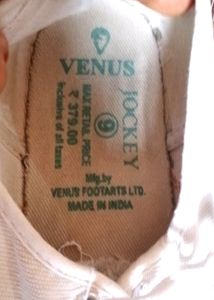 VENUS
JOCKEY
9
MAX RETAIL PRICE
₹ 379.00
Inclusive of all taxes
Mfg.by
VENUS FOOTARTS LTD.
MADE IN INDIA